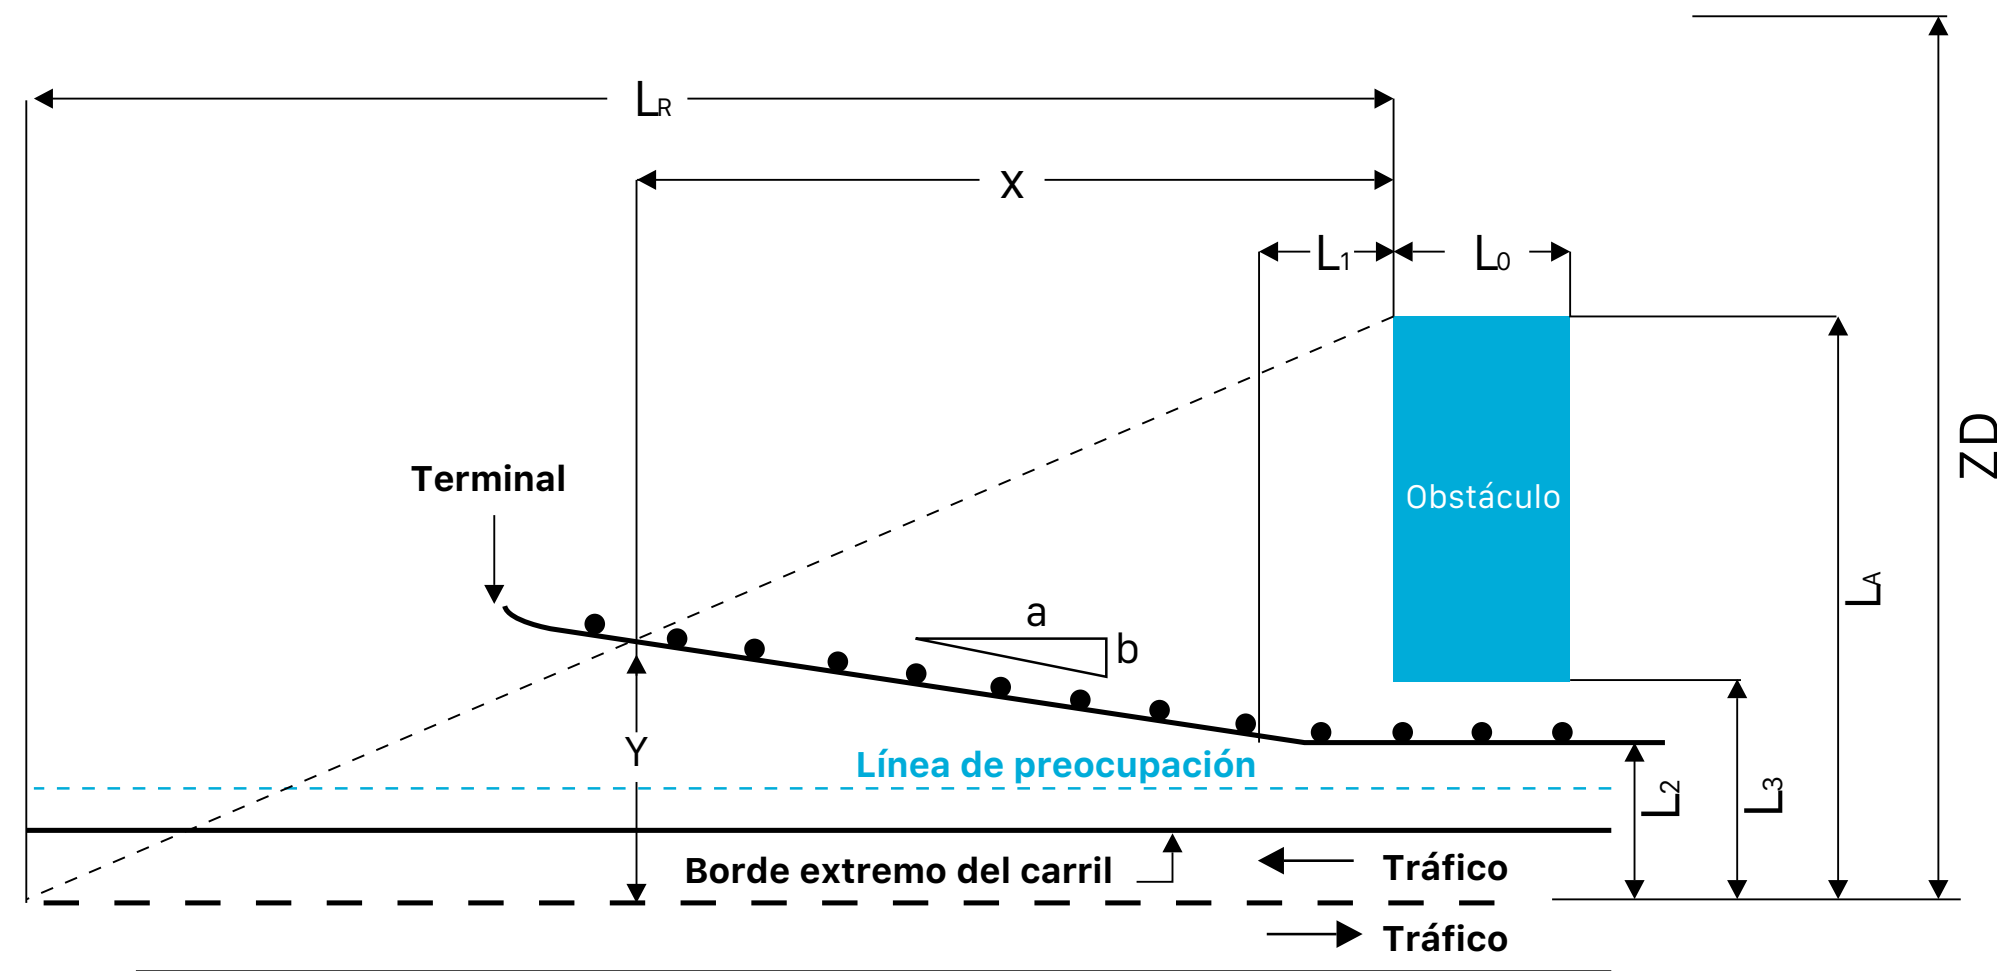 LR
X
L1
L0
ZD
Terminal
Obstáculo
LA
a
b
Y
Línea de preocupación
L2
L3
Borde extremo del carril
Tráfico
Tráfico